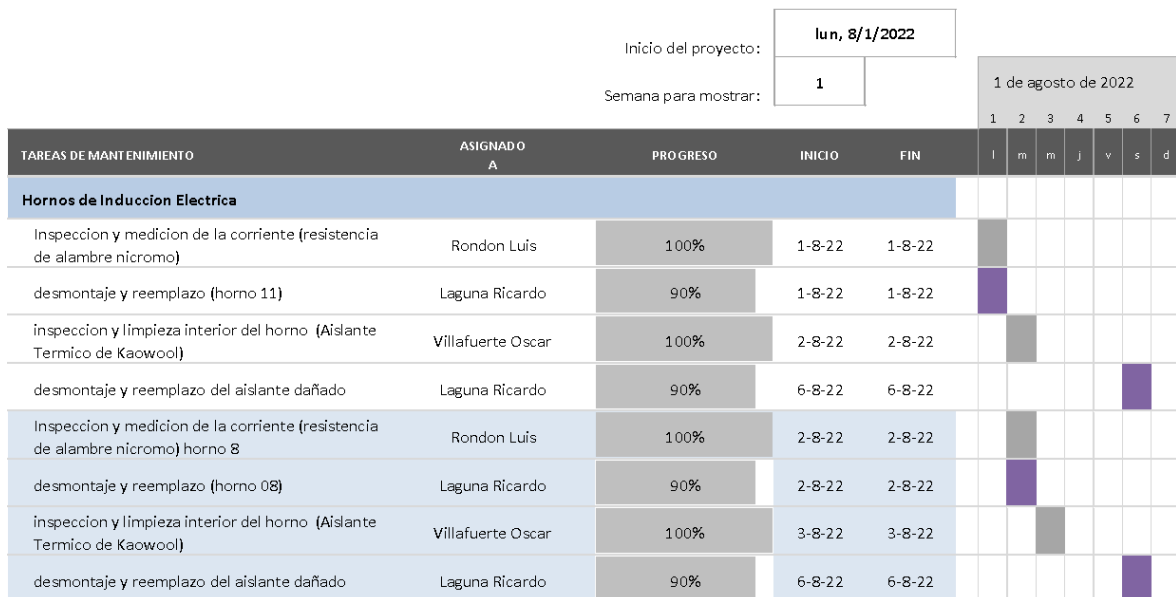 Inicio del proyecto: lun, 8/1/2022
Semana para mostrar: 1
1 de agosto de 2022
1 2 3 4 5 6 7
TAREAS DE MANTENIMIENTO ASIGNADO A PROGRESO INICIO FIN l m m j v s d
Hornos de Induccion Electrica
Inspeccion y medicion de la corriente (resistencia
de alambre nicromo) Rondon Luis 100% 1-8-22 1-8-22
desmontaje y reemplazo (horno 11) Laguna Ricardo 90% 1-8-22 1-8-22
inspeccion y limpieza interior del horno (Aislante
Termico de Kaowool) Villafuerte Oscar 100% 2-8-22 2-8-22
desmontaje y reemplazo del aislante dañado Laguna Ricardo 90% 6-8-22 6-8-22
Inspeccion y medicion de la corriente (resistencia
de alambre nicromo) horno 8 Rondon Luis 100% 2-8-22 2-8-22
desmontaje y reemplazo (horno 08) Laguna Ricardo 90% 2-8-22 2-8-22
inspeccion y limpieza interior del horno (Aislante
Termico de Kaowool) Villafuerte Oscar 100% 3-8-22 3-8-22
desmontaje y reemplazo del aislante dañado Laguna Ricardo 90% 6-8-22 6-8-22